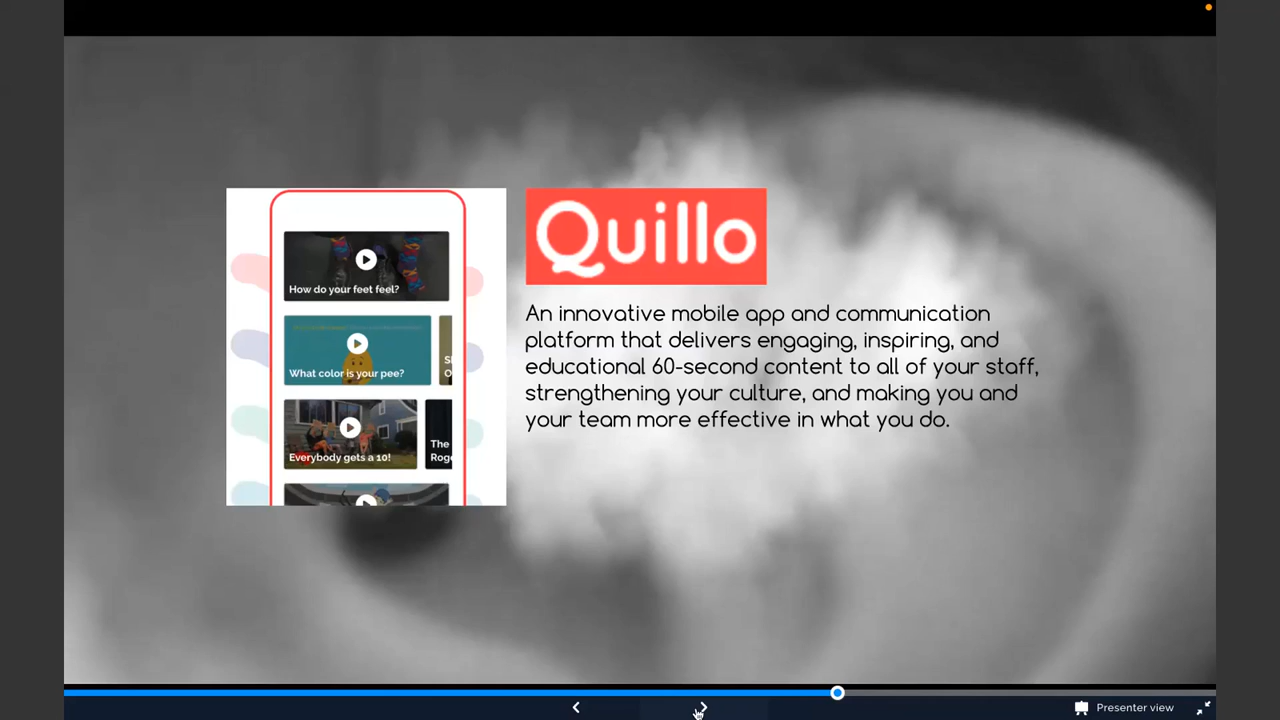 Quillo
An innovative mobile app and communication
platform that delivers engaging, inspiring, and
educational 60-second content to all of your staff,
strengthening your culture, and making you and
your team more effective in what you do.
How do your feet feel?
What color is your pee?
Everybody gets a 10!
The
Presenter view